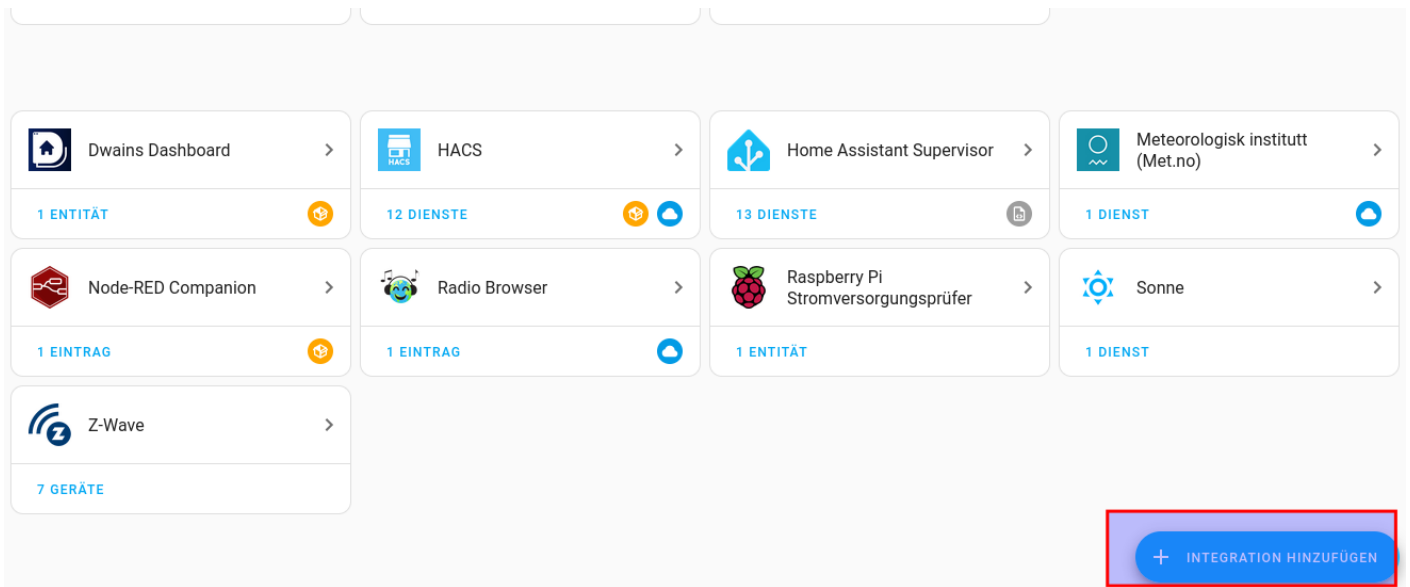 Dwains Dashboard
1 ENTITÄT
HACS
HACS
12 DIENSTE
Home Assistant Supervisor
13 DIENSTE
Meteorologisk institutt
(Met.no)
1 DIENST
Node-RED Companion
1 EINTRAG
Radio Browser
1 EINTRAG
Raspberry Pi
Stromversorgungsprüfer
1 ENTITÄT
Sonne
1 DIENST
Z-Wave
7 GERÄTE
INTEGRATION HINZUFÜGEN